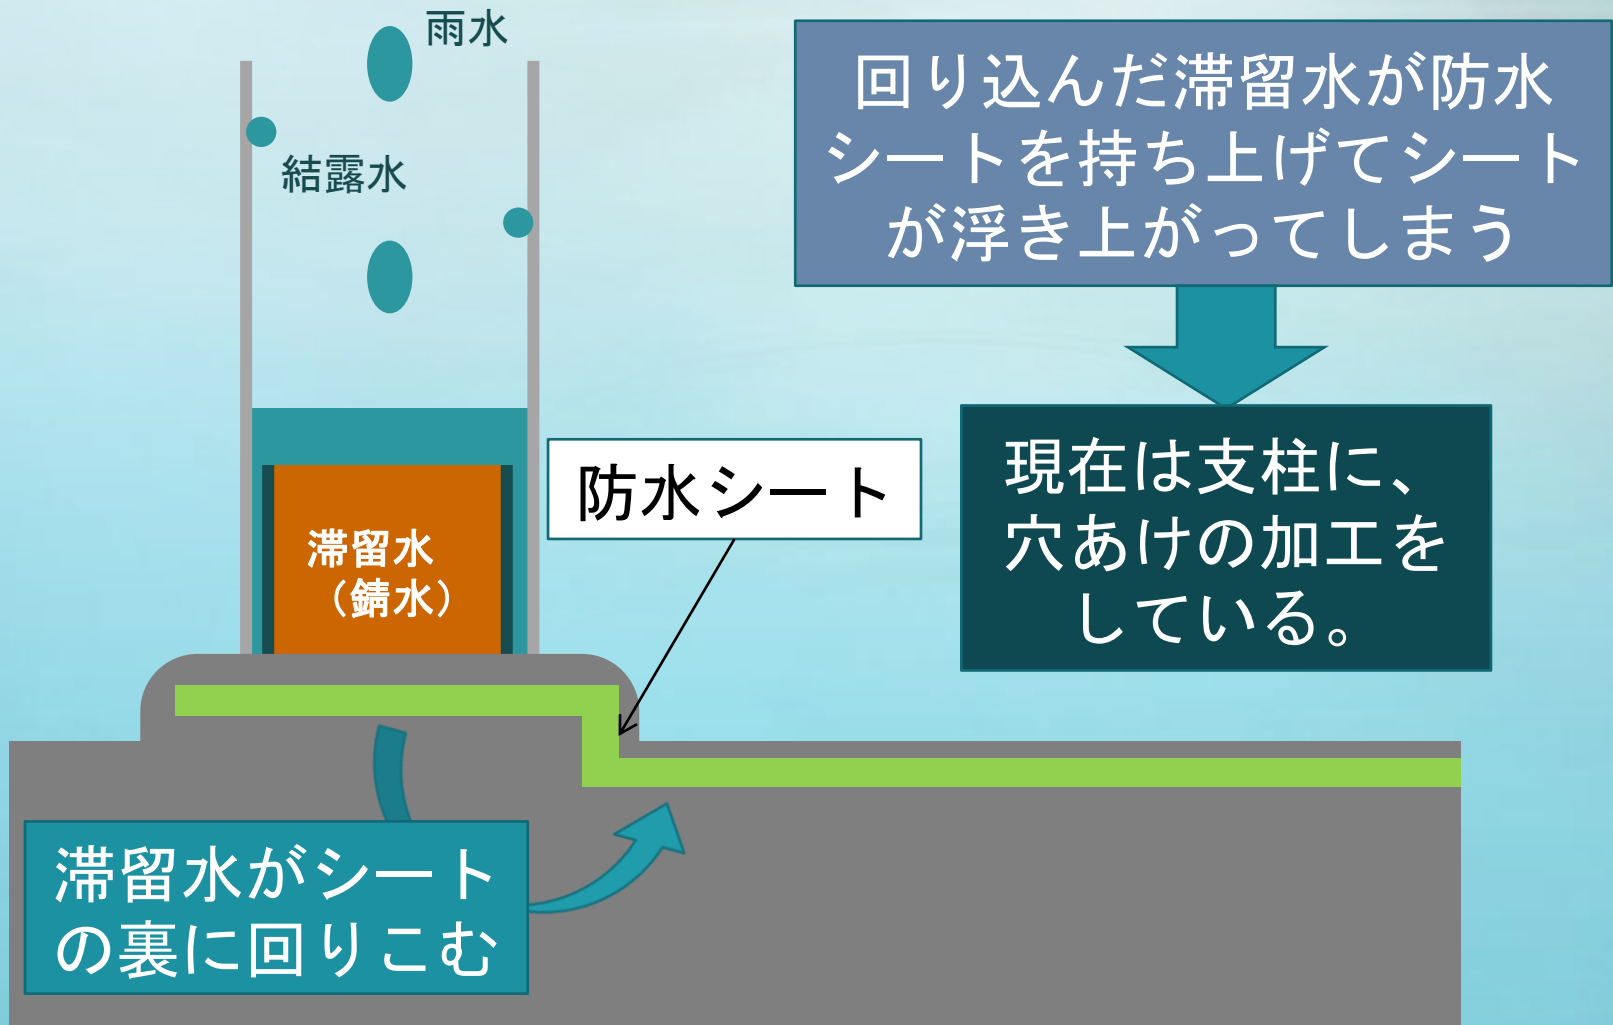 雨水
結露水
回り込んだ滞留水が防水
シートを持ち上げてシート
が浮き上がってしまう
防水シート
現在は支柱に、
穴あけの加工を
している。
滞留水
（錆水）
滞留水がシート
の裏に回りこむ